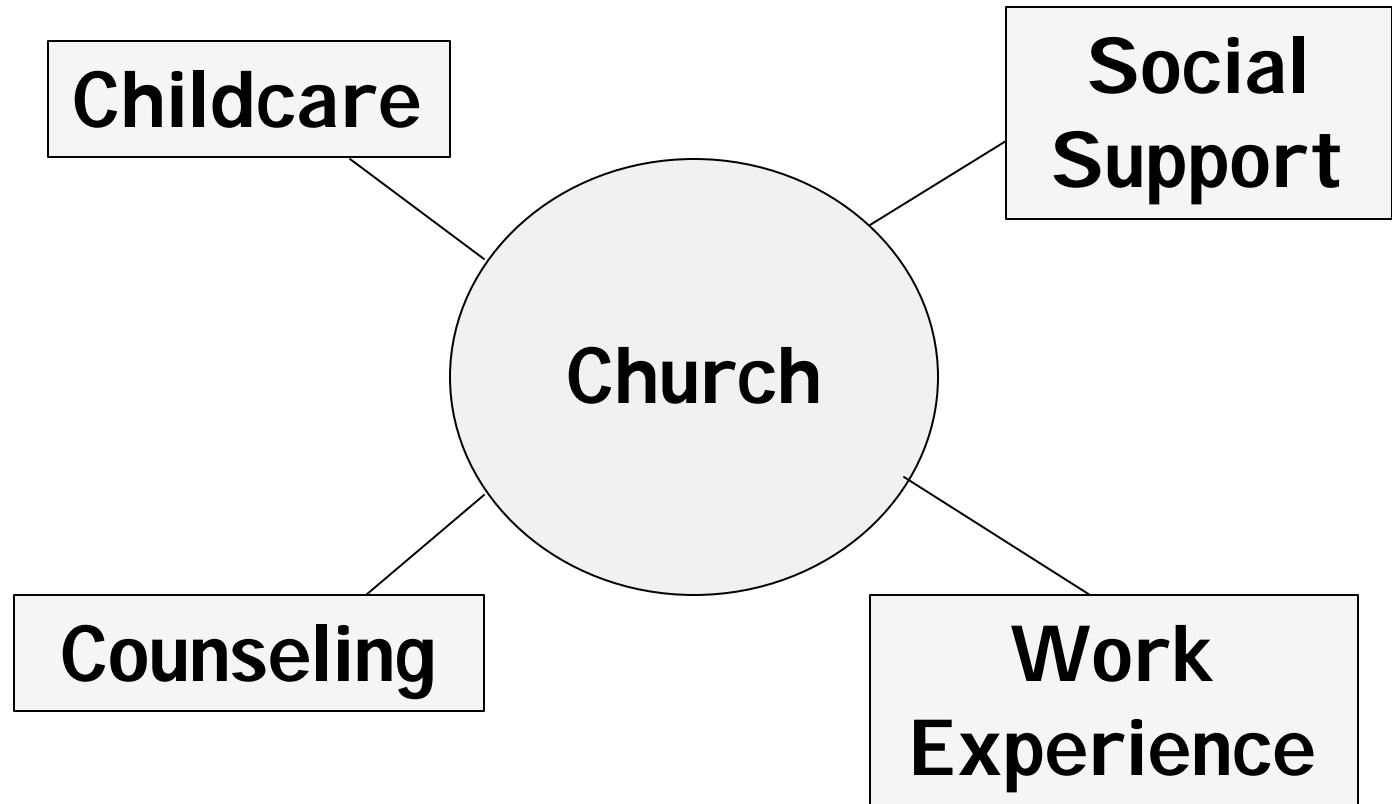 Childcare
Social
Support
Church
Counseling
Work
Experience